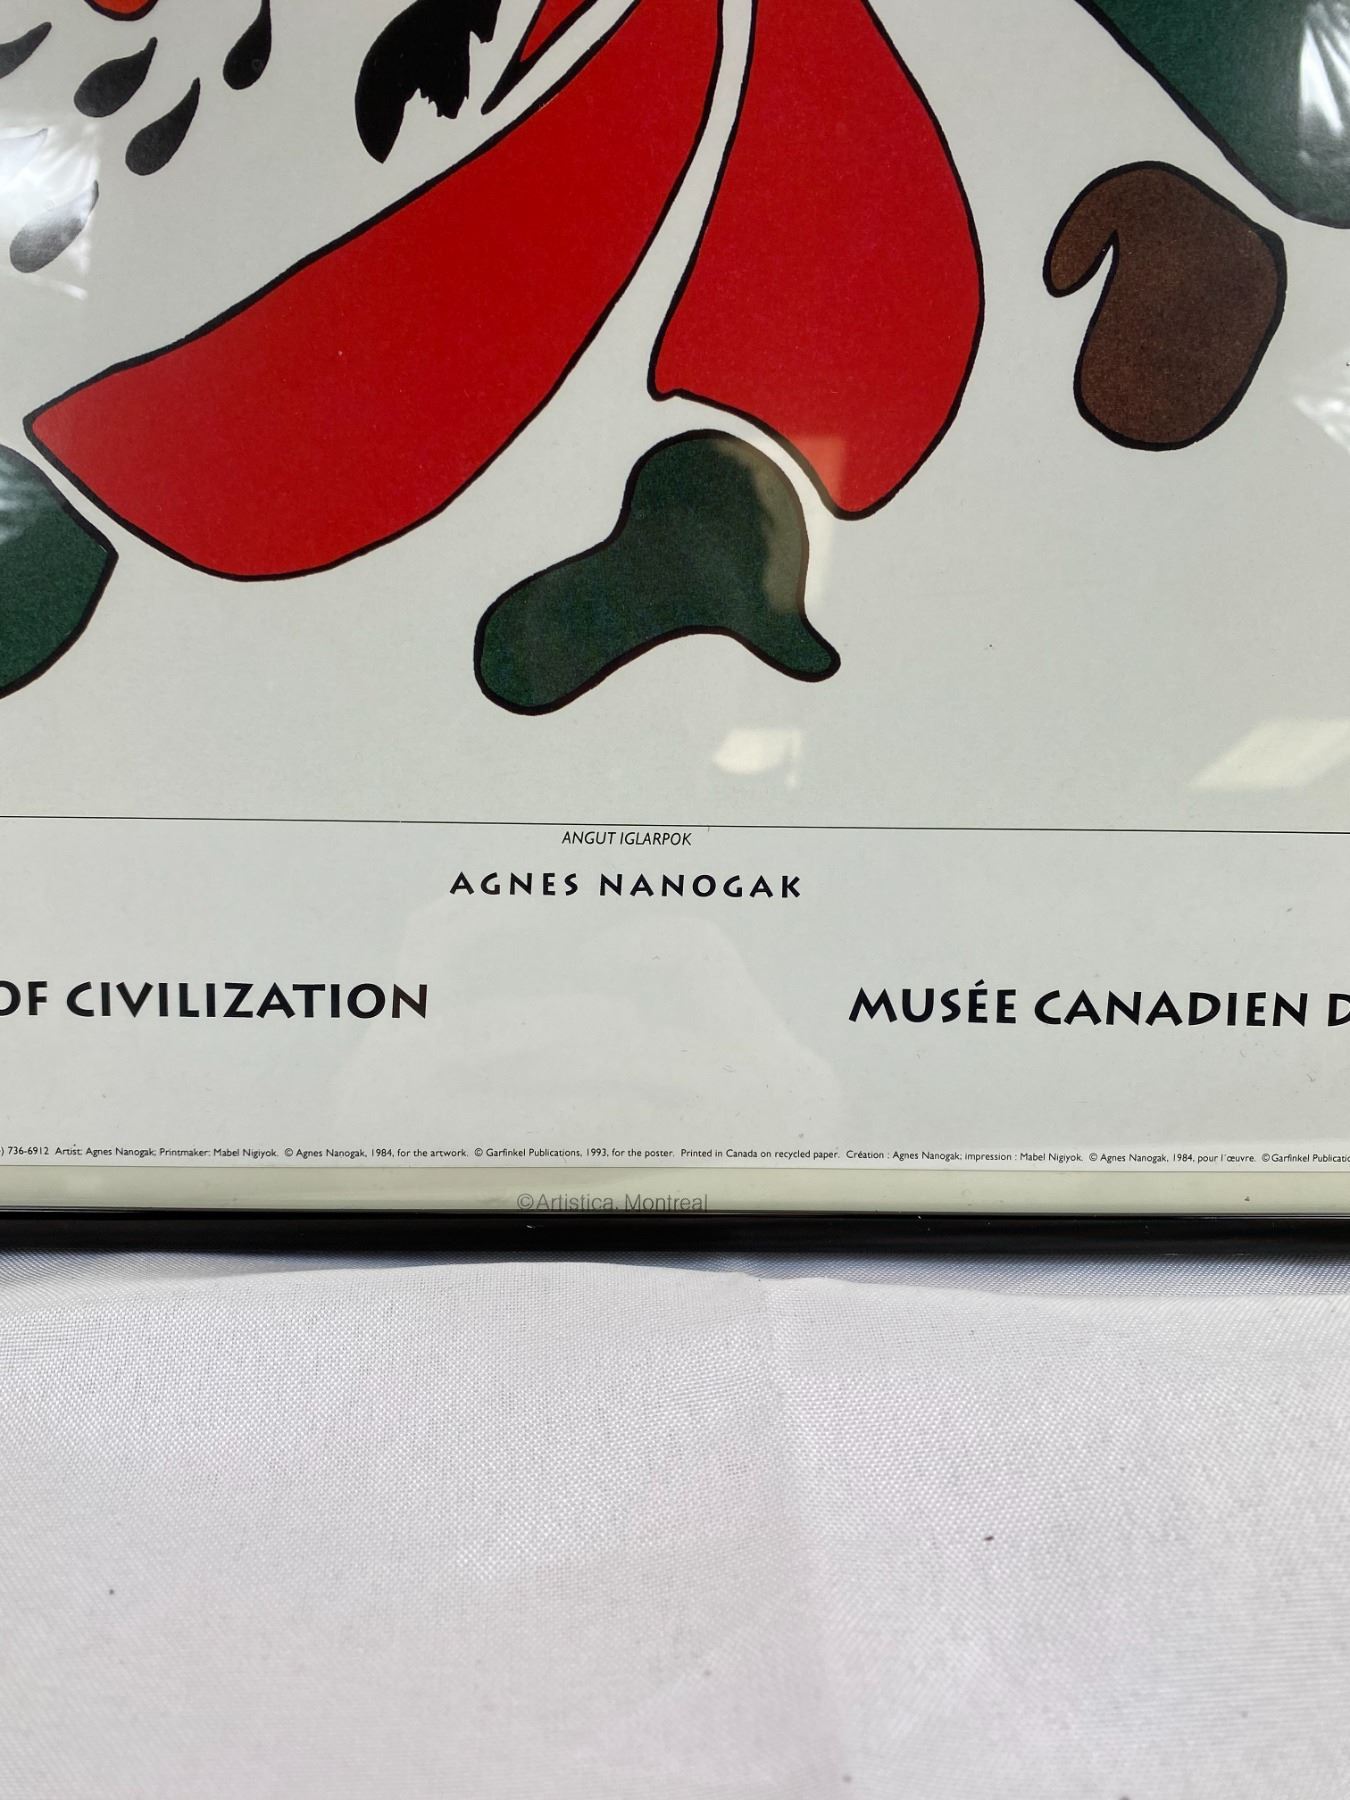 ANGUT IGLARPOK
AGNES NANOGAK
OF CIVILIZATION
MUSÉE CANADIEN D
) 736-6912 Artist: Agnes Nanogak; Printmaker: Mabel Nigiyok. © Agnes Nanogak, 1984, for the artwork. © Garfinkel Publications, 1993, for the poster. Printed in Canada on recycled paper. Création : Agnes Nanogak; impression : Mabel Nigiyok. © Agnes Nanogak, 1984, pour l'œuvre. © Garfinkel Publicatio
©Artistica, Montreal